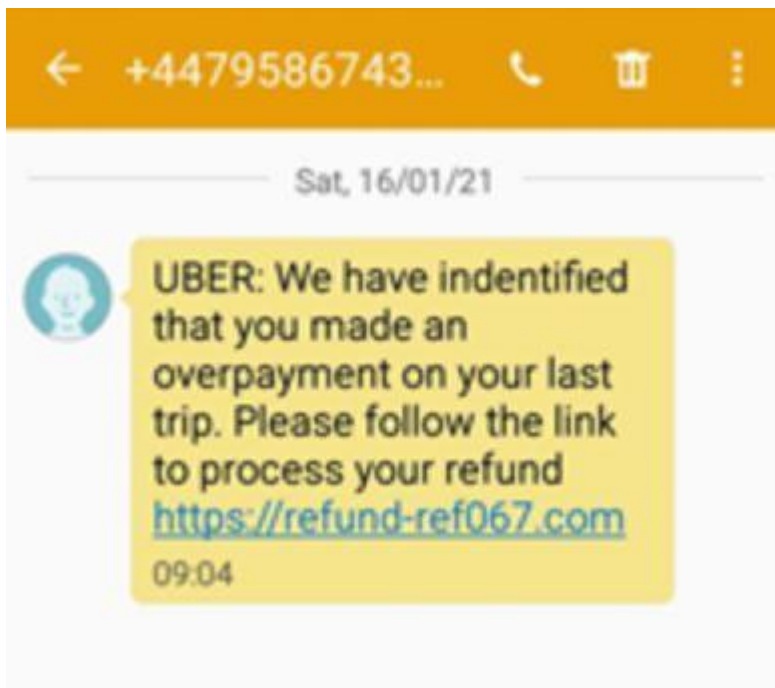 +4479586743...
Sat, 16/01/21
UBER: We have indentified
that you made an
overpayment on your last
trip. Please follow the link
to process your refund
https://refund-ref067.com
09:04